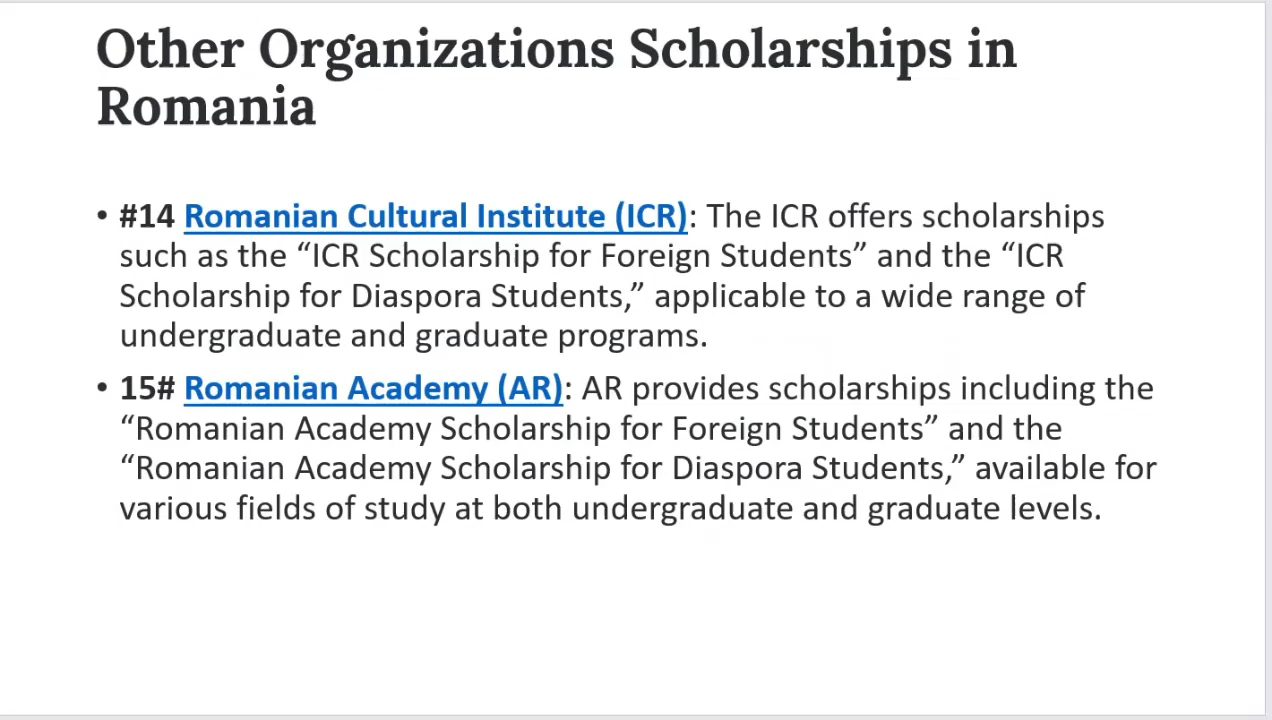 Other Organizations Scholarships in
Romania
• #14 Romanian Cultural Institute (ICR): The ICR offers scholarships
such as the “ICR Scholarship for Foreign Students” and the “ICR
Scholarship for Diaspora Students,” applicable to a wide range of
undergraduate and graduate programs.
• 15# Romanian Academy (AR): AR provides scholarships including the
“Romanian Academy Scholarship for Foreign Students” and the
“Romanian Academy Scholarship for Diaspora Students,” available for
various fields of study at both undergraduate and graduate levels.